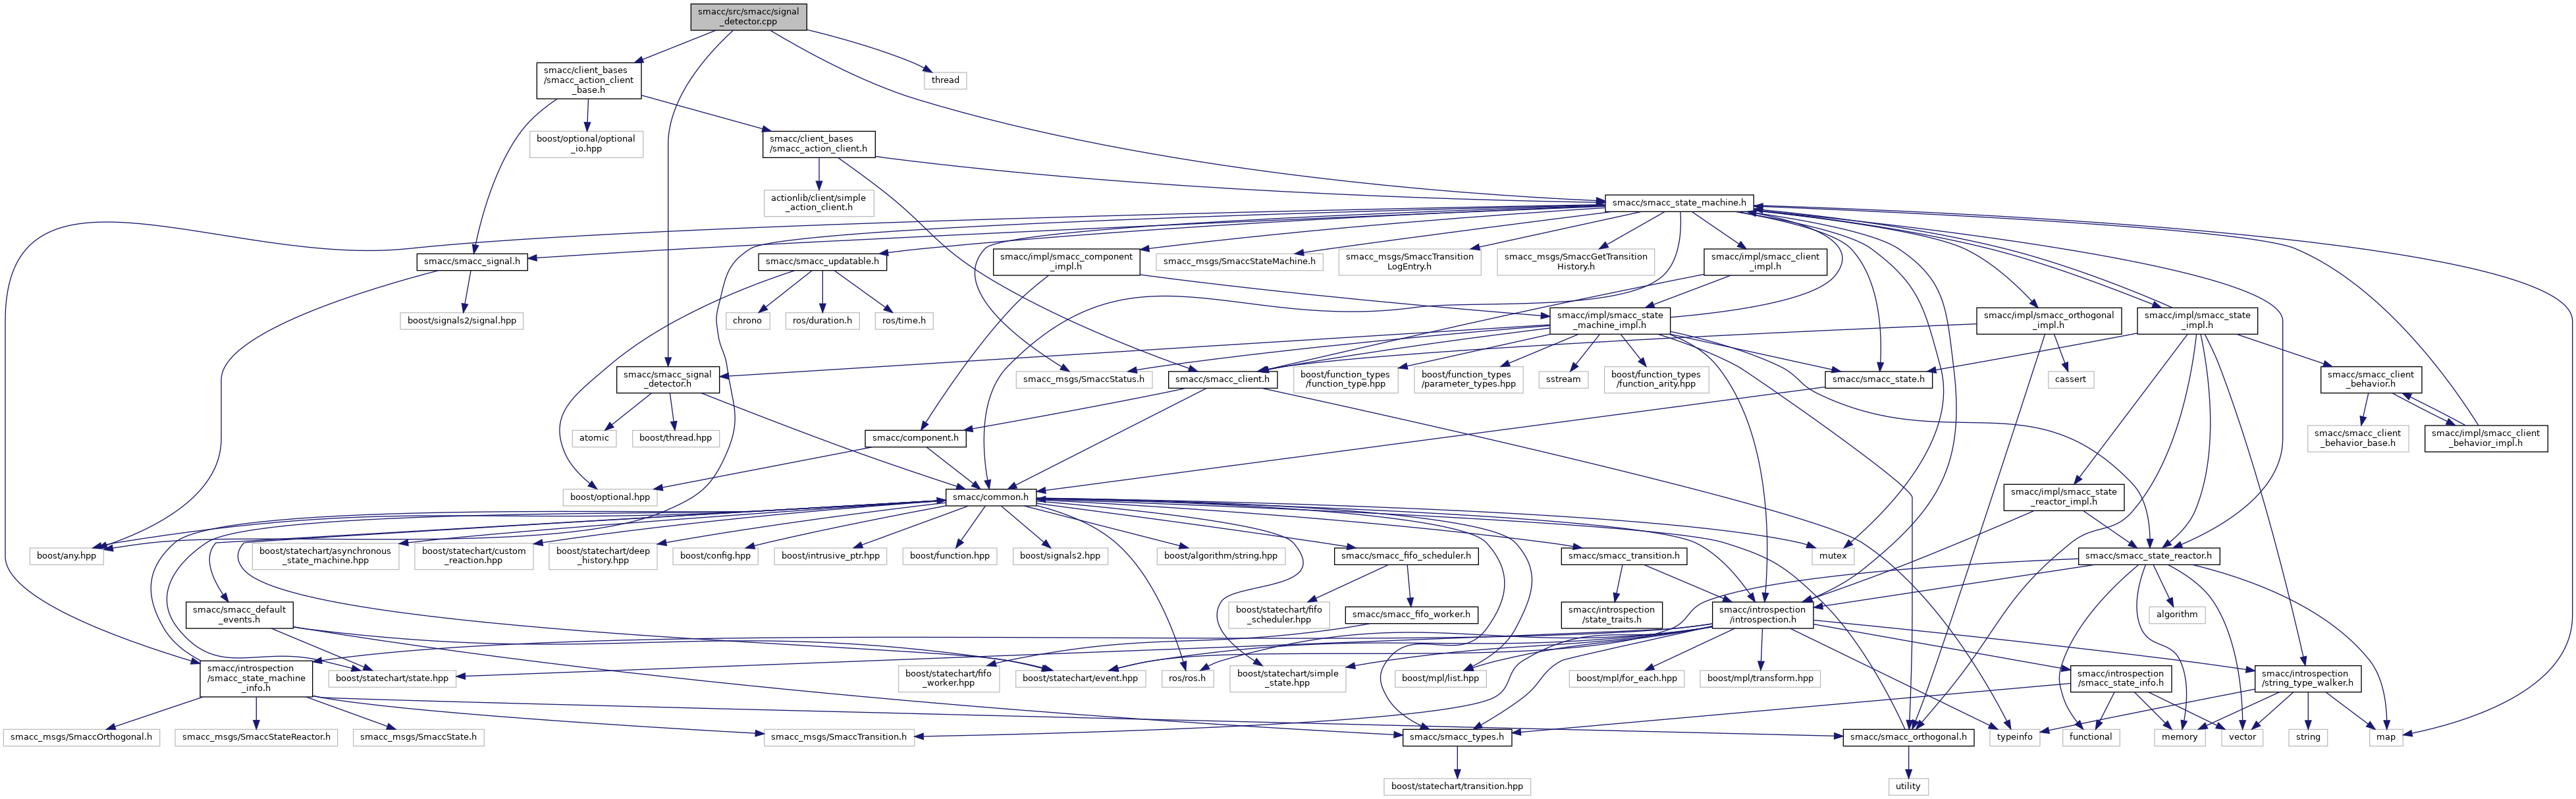 smacc/src/smacc/signal
_detector.cpp
smacc/client_bases
/smacc_action_client
_base.h
thread
boost/optional/optional
_io.hpp
smacc/client_bases
/smacc_action_client.h
actionlib/client/simple
_action_client.h
smacc/smacc_state_machine.h
smacc/smacc_signal.h
smacc/smacc_updatable.h
smacc/impl/smacc_component
_impl.h
smacc_msgs/SmaccStateMachine.h
smacc_msgs/SmaccTransition
LogEntry.h
smacc_msgs/SmaccGetTransition
History.h
smacc/impl/smacc_client
_impl.h
boost/signals2/signal.hpp
chrono
ros/duration.h
ros/time.h
smacc/impl/smacc_state
_machine_impl.h
smacc/impl/smacc_orthogonal
_impl.h
smacc/impl/smacc_state
_impl.h
smacc/smacc_signal
_detector.h
smacc_msgs/SmaccStatus.h
smacc/smacc_client.h
boost/function_types
/function_type.hpp
boost/function_types
/parameter_types.hpp
sstream
boost/function_types
/function_arity.hpp
smacc/smacc_state.h
cassert
smacc/smacc_client
_behavior.h
atomic
boost/thread.hpp
smacc/component.h
smacc/smacc_client
_behavior_base.h
smacc/impl/smacc_client
_behavior_impl.h
boost/optional.hpp
smacc/common.h
smacc/impl/smacc_state
_reactor_impl.h
boost/any.hpp
boost/statechart/asynchronous
_state_machine.hpp
boost/statechart/custom
_reaction.hpp
boost/statechart/deep
_history.hpp
boost/config.hpp
boost/intrusive_ptr.hpp
boost/function.hpp
boost/signals2.hpp
boost/algorithm/string.hpp
smacc/smacc_fifo_scheduler.h
smacc/smacc_transition.h
mutex
smacc/smacc_state_reactor.h
smacc/smacc_default
_events.h
boost/statechart/fifo
_scheduler.hpp
smacc/smacc_fifo_worker.h
smacc/introspection
/state_traits.h
smacc/introspection
/introspection.h
algorithm
smacc/introspection
/smacc_state_machine
_info.h
boost/statechart/state.hpp
boost/statechart/fifo
_worker.hpp
boost/statechart/event.hpp
ros/ros.h
boost/statechart/simple
_state.hpp
boost/mpl/list.hpp
boost/mpl/for_each.hpp
boost/mpl/transform.hpp
smacc/introspection
/smacc_state_info.h
smacc/introspection
/string_type_walker.h
smacc_msgs/SmaccOrthogonal.h
smacc_msgs/SmaccStateReactor.h
smacc_msgs/SmaccState.h
smacc_msgs/SmaccTransition.h
smacc/smacc_types.h
smacc/smacc_orthogonal.h
typeinfo
functional
memory
vector
string
map
boost/statechart/transition.hpp
utility